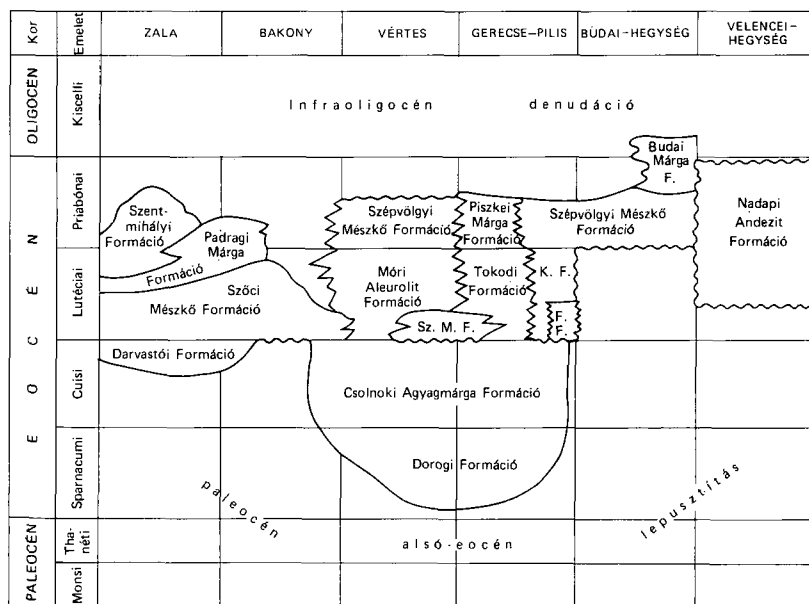 Kor
Emelet
ZALA
BAKONY
VÉRTES
GERECSE-PILIS
BUDAI-HEGYSÉG
VELENCEI-
HEGYSÉG
OLIGOCÉN
Kiscelli
Infraoligocén denudáció
EOCÉN
Priabónai
Szent-
mihályi
Formáció
Padragi
Márga
Formáció
Szépvölgyi
Mészkő Formáció
Piszkei
Márga
Formáció
Szépvölgyi Mészkő
Formáció
Budai
Márga
F.
Nadapi
Andezit
Formáció
Lutéciai
Szőci
Mészkő Formáció
Móri
Aleurolit
Formáció
Sz. M. F.
Tokodi
Formáció
K. F.
F.
F.
Cuisi
Darvastói Formáció
Csolnoki Agyagmárga Formáció
Sparnacumi
Dorogi Formáció
paleocén
alsó-eocén
lepusztítás
PALEOCÉN
Tha-
néti
Monsi